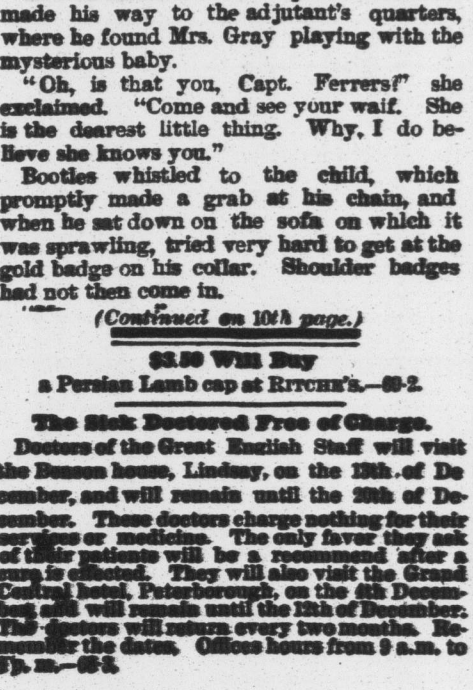 made his way to the adjutant's quarters,
where he found Mrs. Gray playing with the
mysterious baby.
"Oh, is that you, Capt. Ferrers?" she
exclaimed. "Come and see your waif. She
is the dearest little thing. Why, I do be-
lieve she knows you."
Bootles whistled to the child, which
promptly made a grab at his chain, and
when he sat down on the sofa on which it
was sprawling, tried very hard to get at the
gold badge on his collar. Shoulder badges
had not then come in.
(Continued on 10th page.)
$3.50 Will Buy
a Persian Lamb cap at RITCHIE'S.
The Sick Doctored Free of Charge.
Doctors of the Great English Staff will visit
the Benson house, Lindsay, on the 13th of De
cember, and will remain until the 20th of De-
cember. These doctors charge nothing for their
services or medicine. The only favor they ask
of their patients will be a recommend after a
cure is effected. They will also visit the Grand
Central hotel, Peterborough, on the 4th Decem-
ber, and will remain until the 12th of December.
The doctors will return every two months. Re-
member the dates. Offices hours from 9 a.m. to
p. m.